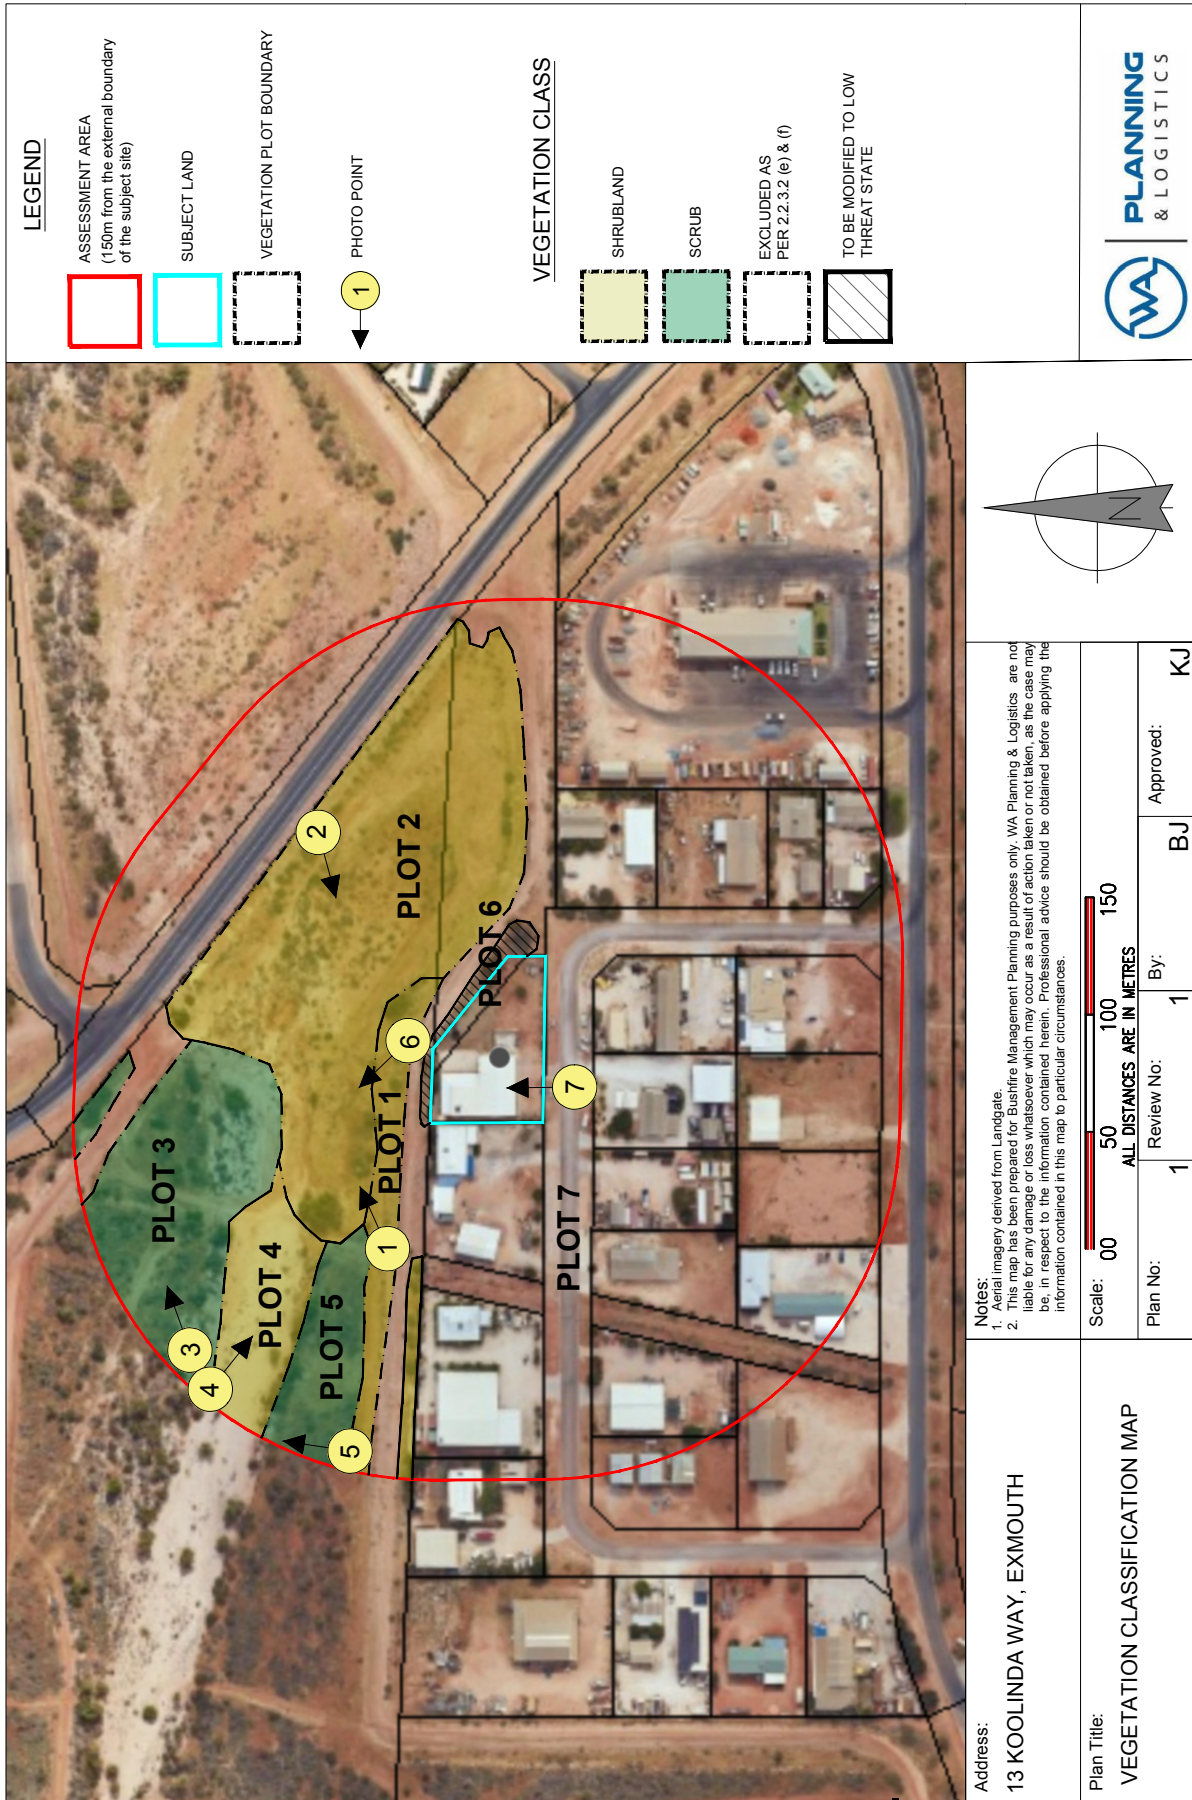 LEGEND
ASSESSMENT AREA
(150m from the external boundary
of the subject site)
SUBJECT LAND
VEGETATION PLOT BOUNDARY
1
PHOTO POINT
VEGETATION CLASS
SHRUBLAND
SCRUB
EXCLUDED AS
PER 2.2.3.2 (e) & (f)
TO BE MODIFIED TO LOW
THREAT STATE
WA
PLANNING
& LOGISTICS
PLOT 3
PLOT 4
PLOT 5
PLOT 1
PLOT 2
PLOT 6
PLOT 7
3
4
5
1
6
2
7
N
Notes:
1. Aerial imagery derived from Landgate.
2. This map has been prepared for Bushfire Management Planning purposes only. WA Planning & Logistics are not
liable for any damage or loss whatsoever which may occur as a result of action taken or not taken, as the case may
be, in respect to the information contained herein. Professional advice should be obtained before applying the
information contained in this map to particular circumstances.
Scale:
00 50 100 150
ALL DISTANCES ARE IN METRES
Plan No: 1
Review No: 1
By: BJ
Approved: KJ
Address:
13 KOOLINDA WAY, EXMOUTH
Plan Title:
VEGETATION CLASSIFICATION MAP